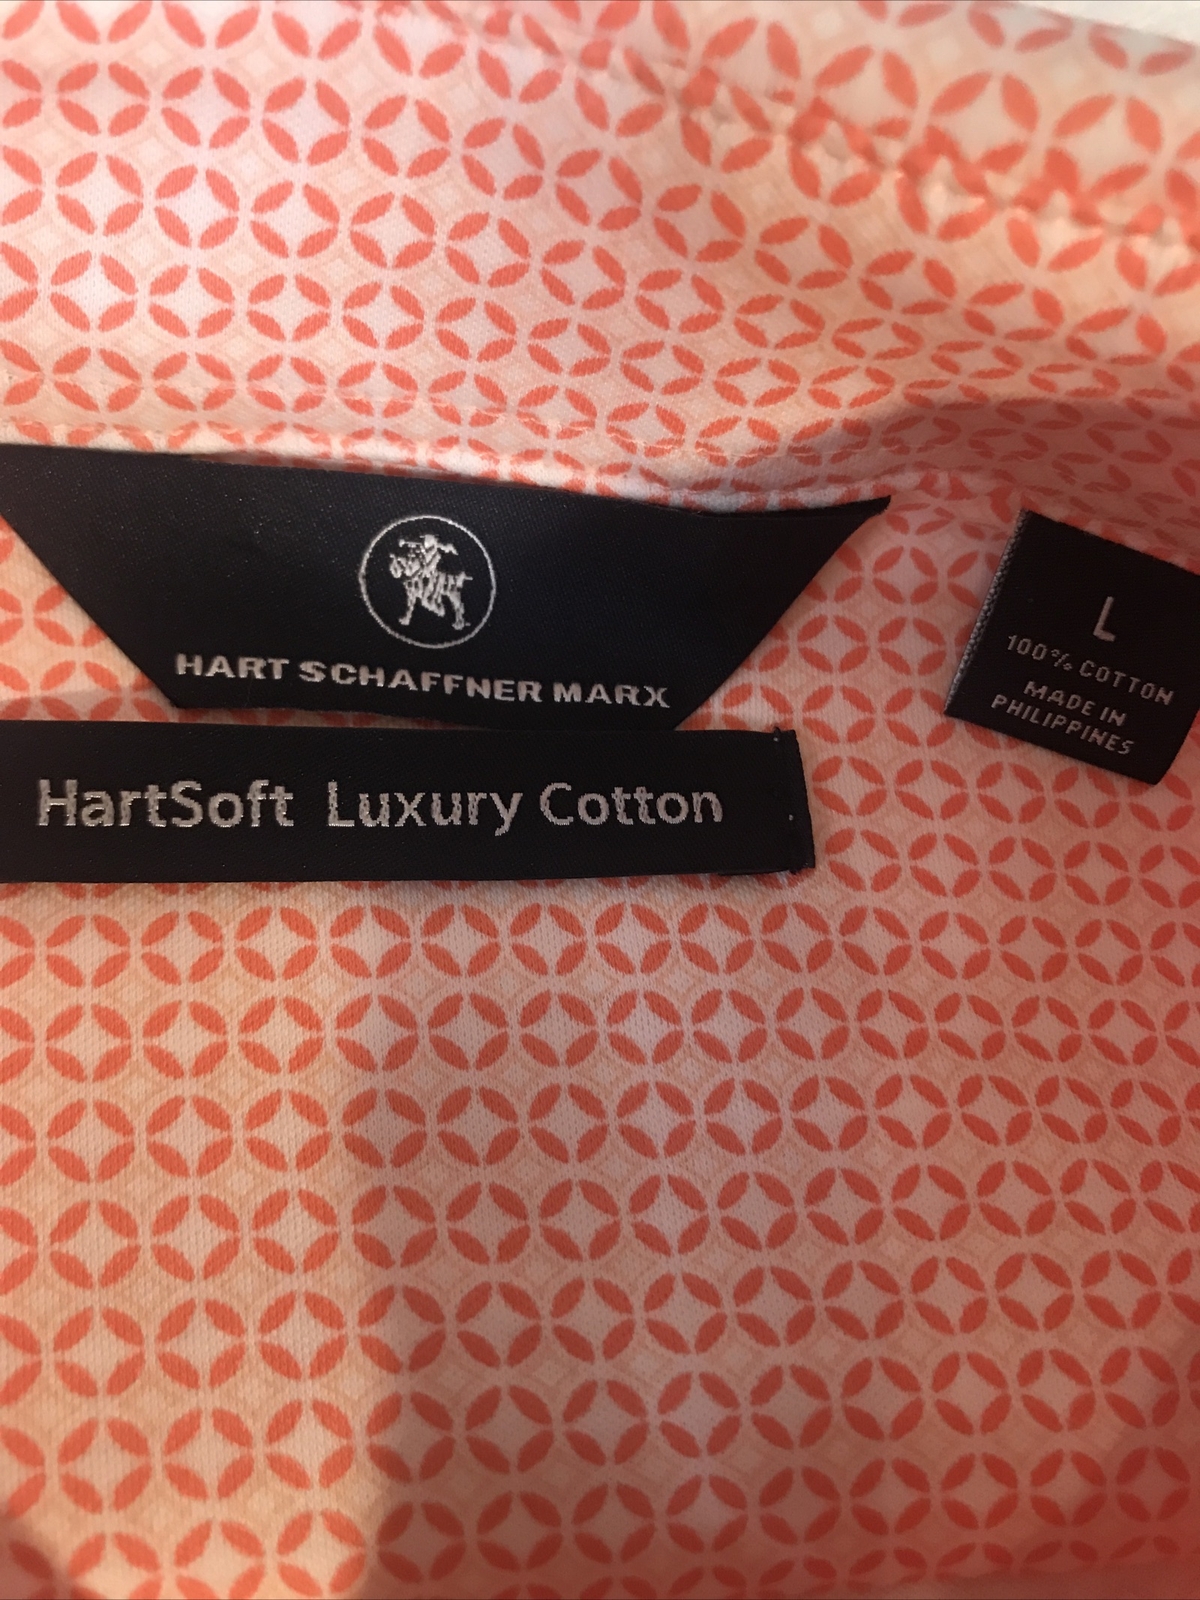 HART SCHAFFNER MARX
HartSoft Luxury Cotton
L
100% COTTON
MADE IN
PHILIPPINES